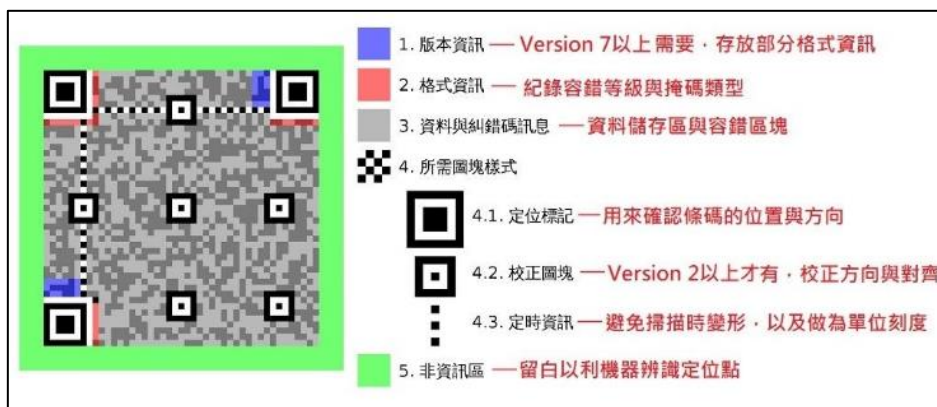 1. 版本資訊 — Version 7以上需要，存放部分格式資訊
2. 格式資訊 — 紀錄容錯等級與掩碼類型
3. 資料與糾錯碼訊息 — 資料儲存區與容錯區塊
4. 所需圖塊樣式
4.1. 定位標記 — 用來確認條碼的位置與方向
4.2. 校正圖塊 — Version 2以上才有，校正方向與對齊
4.3. 定時資訊 — 避免掃描時變形，以及做為單位刻度
5. 非資訊區 — 留白以利機器辨識定位點